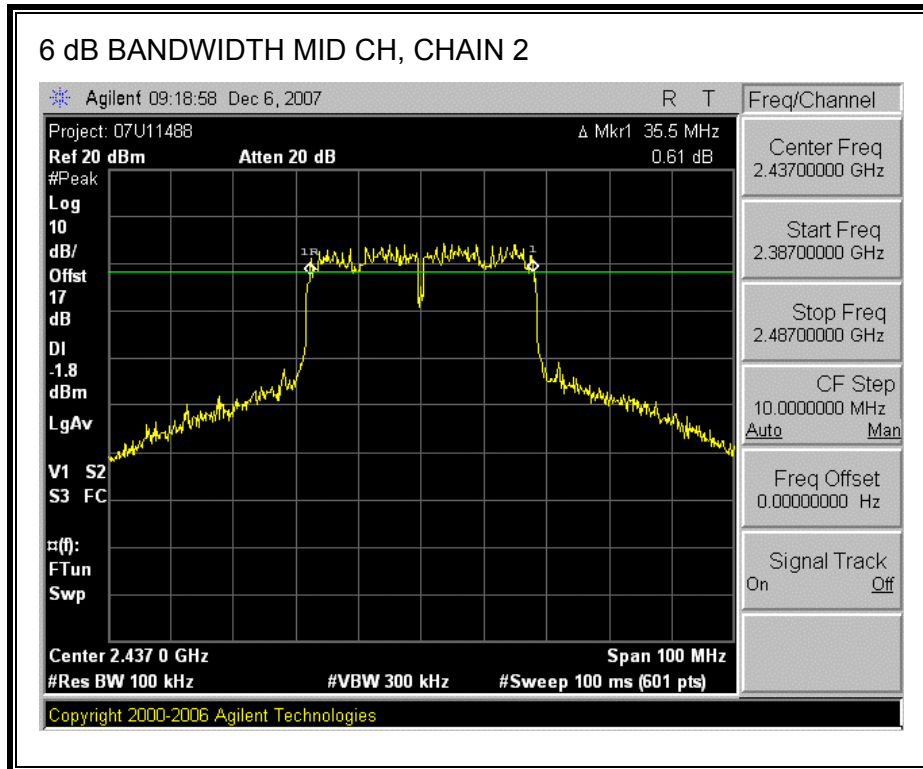 6 dB BANDWIDTH MID CH, CHAIN 2
Agilent 09:18:58 Dec 6, 2007 R T
Freq/Channel
Project: 07U11488 Δ Mkr1 35.5 MHz
Ref 20 dBm Atten 20 dB 0.61 dB
#Peak
Log
10
dB/
Offst
17
dB
DI
-1.8
dBm
LgAv
V1 S2
S3 FC
¤(f):
FTun
Swp
1R
1
Center 2.437 0 GHz Span 100 MHz
#Res BW 100 kHz #VBW 300 kHz #Sweep 100 ms (601 pts)
Center Freq
2.43700000 GHz
Start Freq
2.38700000 GHz
Stop Freq
2.48700000 GHz
CF Step
10.0000000 MHz
Auto Man
Freq Offset
0.00000000 Hz
Signal Track
On Off
Copyright 2000-2006 Agilent Technologies